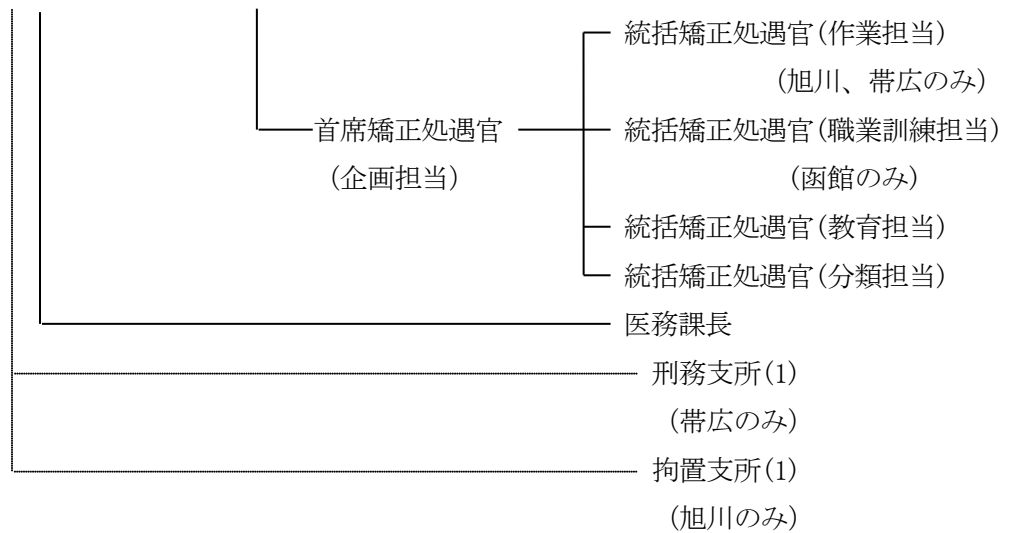 統括矯正処遇官(作業担当)
(旭川、帯広のみ)
首席矯正処遇官
(企画担当)
統括矯正処遇官(職業訓練担当)
(函館のみ)
統括矯正処遇官(教育担当)
統括矯正処遇官(分類担当)
医務課長
刑務支所(1)
(帯広のみ)
拘置支所(1)
(旭川のみ)